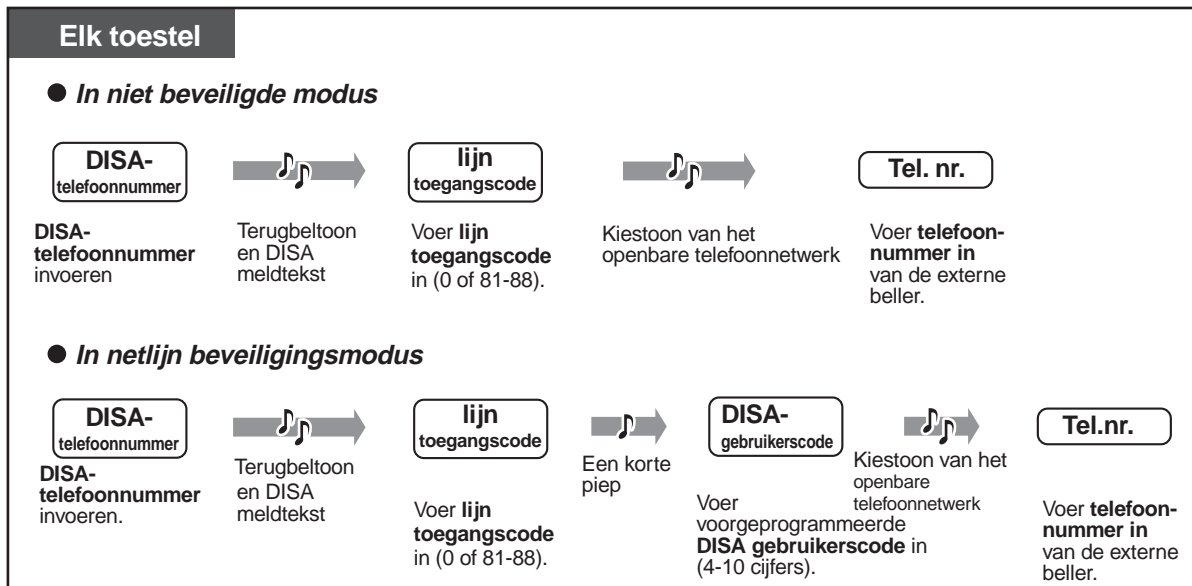 Elk toestel
● In niet beveiligde modus
DISA-
telefoonnummer
lijn
toegangscode
Tel. nr.
DISA-
telefoonnummer
invoeren
Terugbeltoon
en DISA
meldtekst
Voer lijn
toegangscode
in (0 of 81-88).
Kiestoon van het
openbare telefoonnetwerk
Voer telefoon-
nummer in
van de externe
beller.
● In netlijn beveiligingsmodus
DISA-
telefoonnummer
lijn
toegangscode
DISA-
gebruikerscode
Tel.nr.
DISA-
telefoonnummer
invoeren.
Terugbeltoon
en DISA
meldtekst
Voer lijn
toegangscode
in (0 of 81-88).
Een korte
piep
Voer
voorgeprogrammeerde
DISA gebruikerscode in
(4-10 cijfers).
Kiestoon van het
openbare
telefoonnetwerk
Voer telefoon-
nummer in
van de externe
beller.